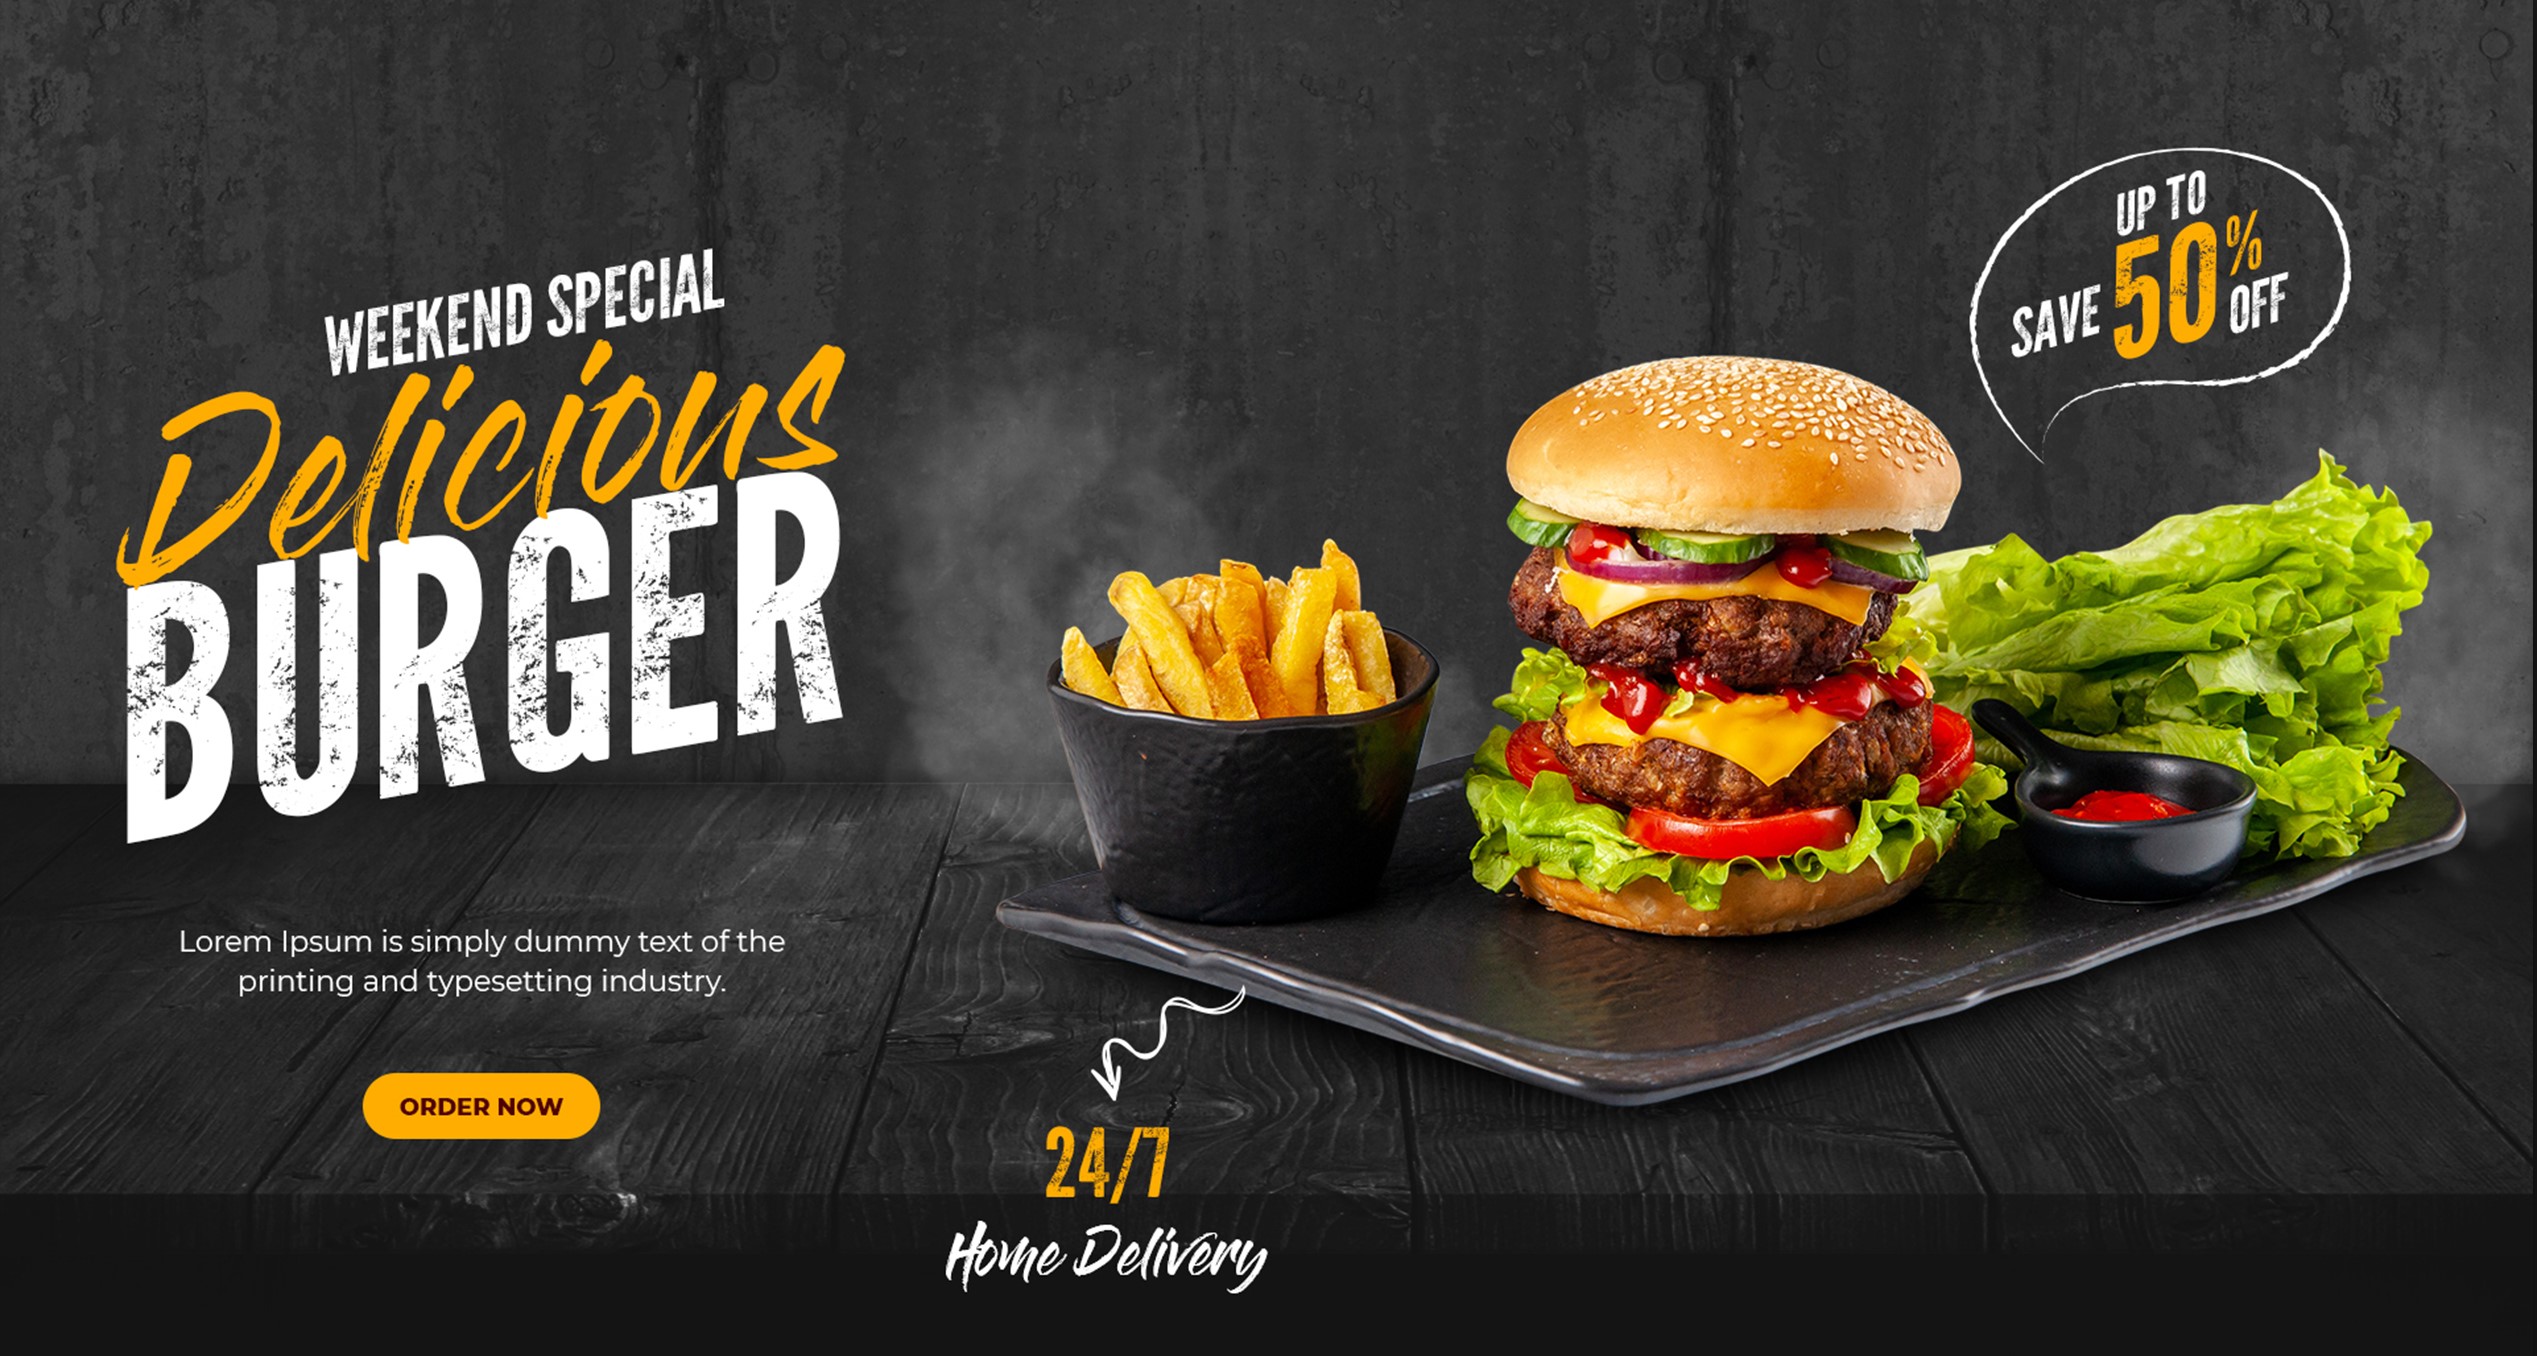 WEEKEND SPECIAL
Delicious
BURGER
Lorem Ipsum is simply dummy text of the
printing and typesetting industry.
ORDER NOW
24/7
Home Delivery
UP TO
SAVE 50% OFF